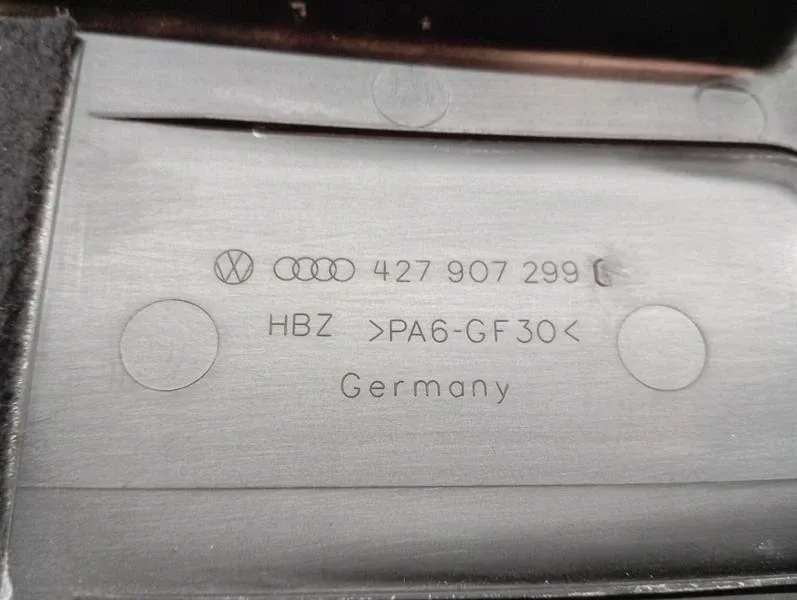 427 907 299 C
HBZ >PA6-GF30<
Germany